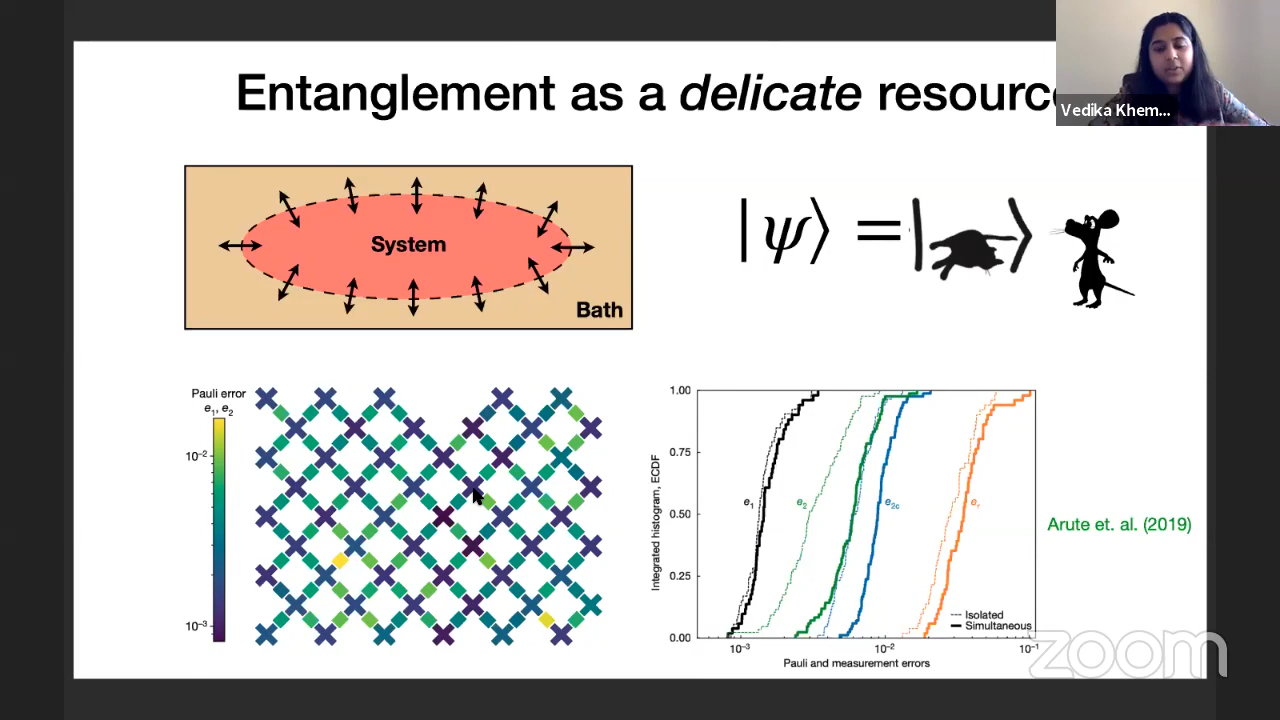 Entanglement as a delicate resourc
Vedika Khem...
System
Bath
|ψ⟩ = | ⟩
Pauli error
e1, e2
10⁻²
10⁻³
1.00
0.75
0.50
0.25
0.00
Integrated histogram, ECDF
e1
e2
e2c
er
Isolated
Simultaneous
10⁻³
10⁻²
10⁻¹
Pauli and measurement errors
Arute et. al. (2019)
zoom